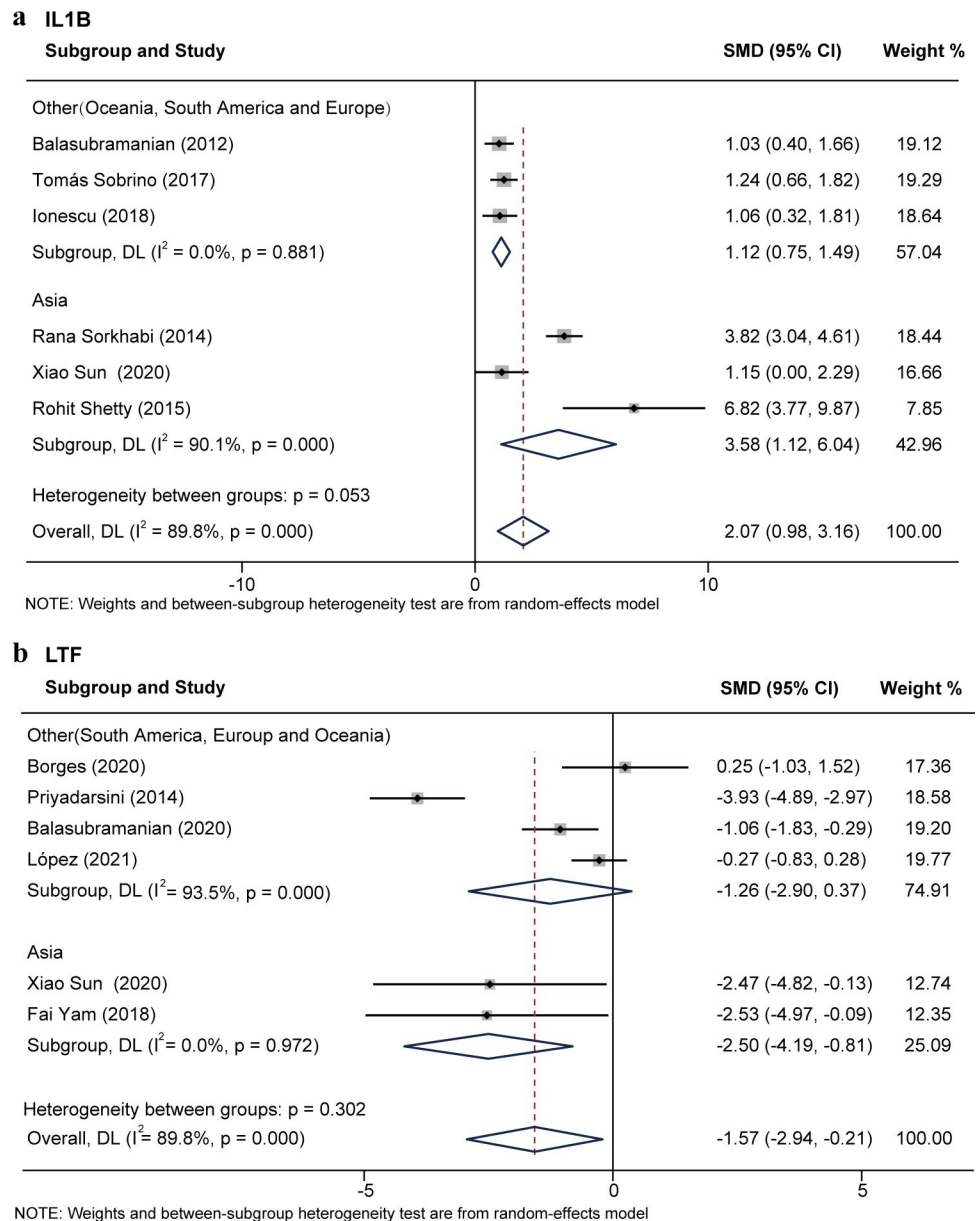 a IL1B
Subgroup and Study SMD (95% CI) Weight %
Other(Oceania, South America and Europe)
Balasubramanian (2012) 1.03 (0.40, 1.66) 19.12
Tomás Sobrino (2017) 1.24 (0.66, 1.82) 19.29
Ionescu (2018) 1.06 (0.32, 1.81) 18.64
Subgroup, DL (I² = 0.0%, p = 0.881) 1.12 (0.75, 1.49) 57.04
Asia
Rana Sorkhabi (2014) 3.82 (3.04, 4.61) 18.44
Xiao Sun (2020) 1.15 (0.00, 2.29) 16.66
Rohit Shetty (2015) 6.82 (3.77, 9.87) 7.85
Subgroup, DL (I² = 90.1%, p = 0.000) 3.58 (1.12, 6.04) 42.96
Heterogeneity between groups: p = 0.053
Overall, DL (I² = 89.8%, p = 0.000) 2.07 (0.98, 3.16) 100.00
-10 0 10
NOTE: Weights and between-subgroup heterogeneity test are from random-effects model
b LTF
Subgroup and Study SMD (95% CI) Weight %
Other(South America, Euroup and Oceania)
Borges (2020) 0.25 (-1.03, 1.52) 17.36
Priyadarsini (2014) -3.93 (-4.89, -2.97) 18.58
Balasubramanian (2020) -1.06 (-1.83, -0.29) 19.20
López (2021) -0.27 (-0.83, 0.28) 19.77
Subgroup, DL (I²= 93.5%, p = 0.000) -1.26 (-2.90, 0.37) 74.91
Asia
Xiao Sun (2020) -2.47 (-4.82, -0.13) 12.74
Fai Yam (2018) -2.53 (-4.97, -0.09) 12.35
Subgroup, DL (I²= 0.0%, p = 0.972) -2.50 (-4.19, -0.81) 25.09
Heterogeneity between groups: p = 0.302
Overall, DL (I²= 89.8%, p = 0.000) -1.57 (-2.94, -0.21) 100.00
-5 0 5
NOTE: Weights and between-subgroup heterogeneity test are from random-effects model